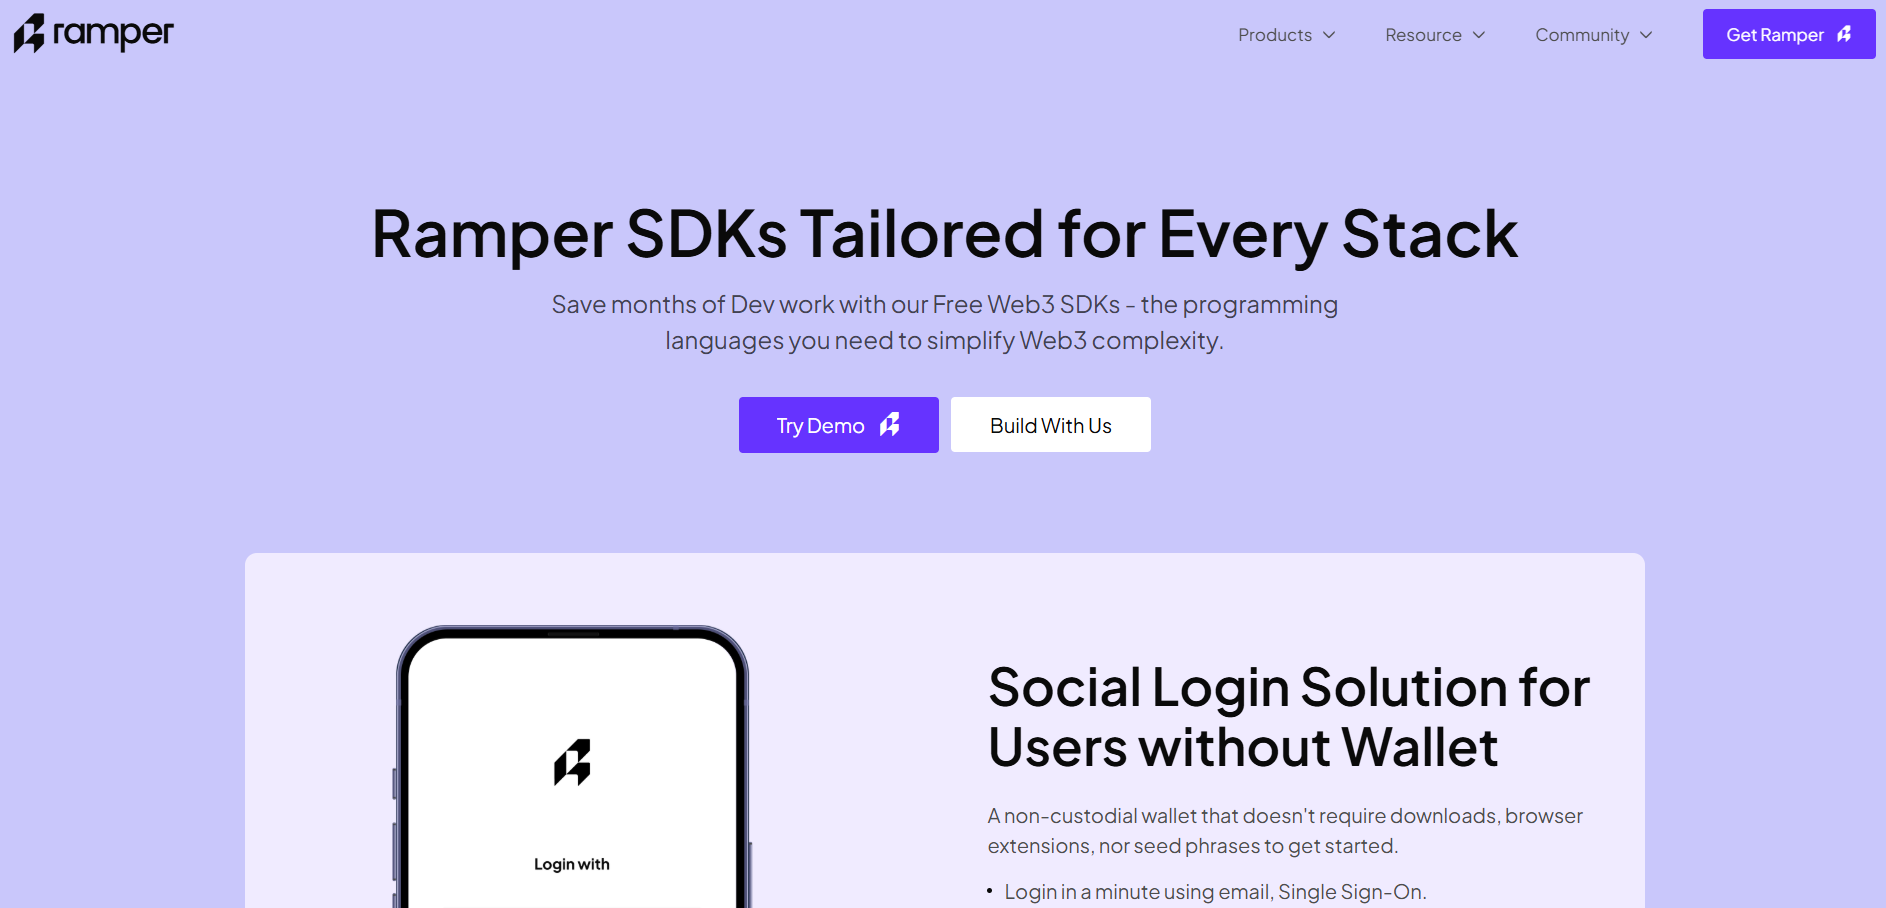 ramper
Products
Resource
Community
Get Ramper
Ramper SDKs Tailored for Every Stack
Save months of Dev work with our Free Web3 SDKs - the programming
languages you need to simplify Web3 complexity.
Try Demo
Build With Us
Login with
Social Login Solution for
Users without Wallet
A non-custodial wallet that doesn't require downloads, browser
extensions, nor seed phrases to get started.
• Login in a minute using email, Single Sign-On.